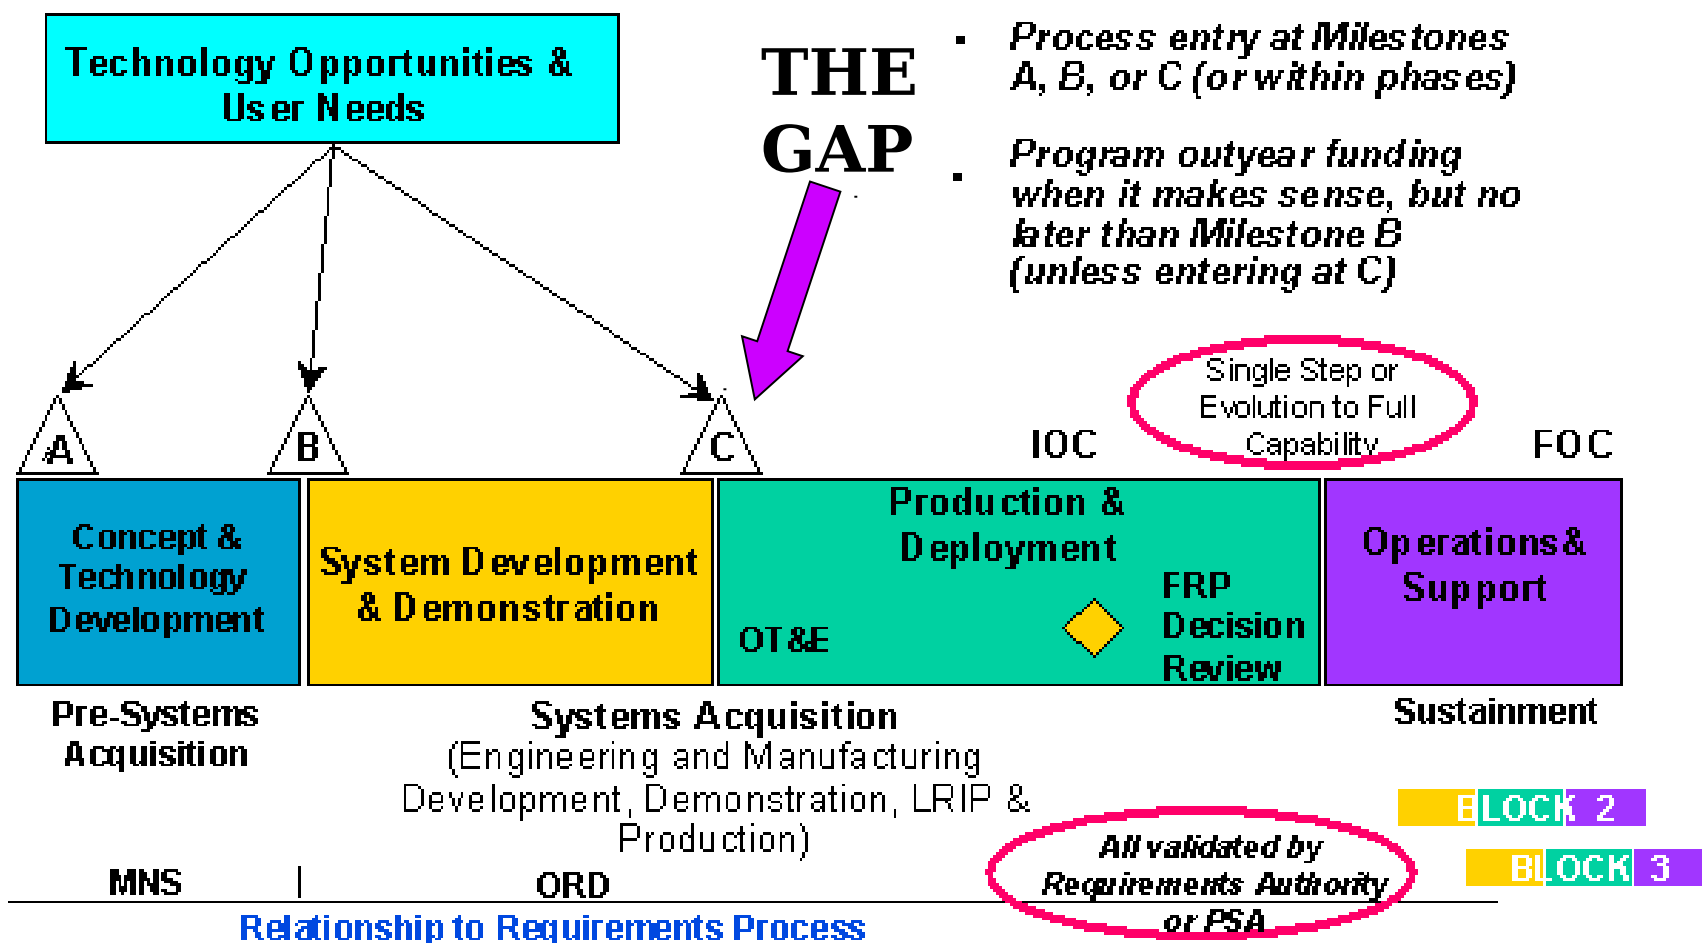 Technology Opportunities &
User Needs
THE
GAP
Process entry at Milestones
A, B, or C (or within phases)
Program outyear funding
when it makes sense, but no
later than Milestone B
(unless entering at C)
Single Step or
Evolution to Full
Capability
A
B
C
IOC
FOC
Concept &
Technology
Development
System Development
& Demonstration
Production &
Deployment
OT&E
FRP
Decision
Review
Operations &
Support
Pre-Systems
Acquisition
Systems Acquisition
(Engineering and Manufacturing
Development, Demonstration, LRIP &
Production)
Sustainment
BLOCK 2
BLOCK 3
All validated by
Requirements Authority
or PSA
MNS
ORD
Relationship to Requirements Process